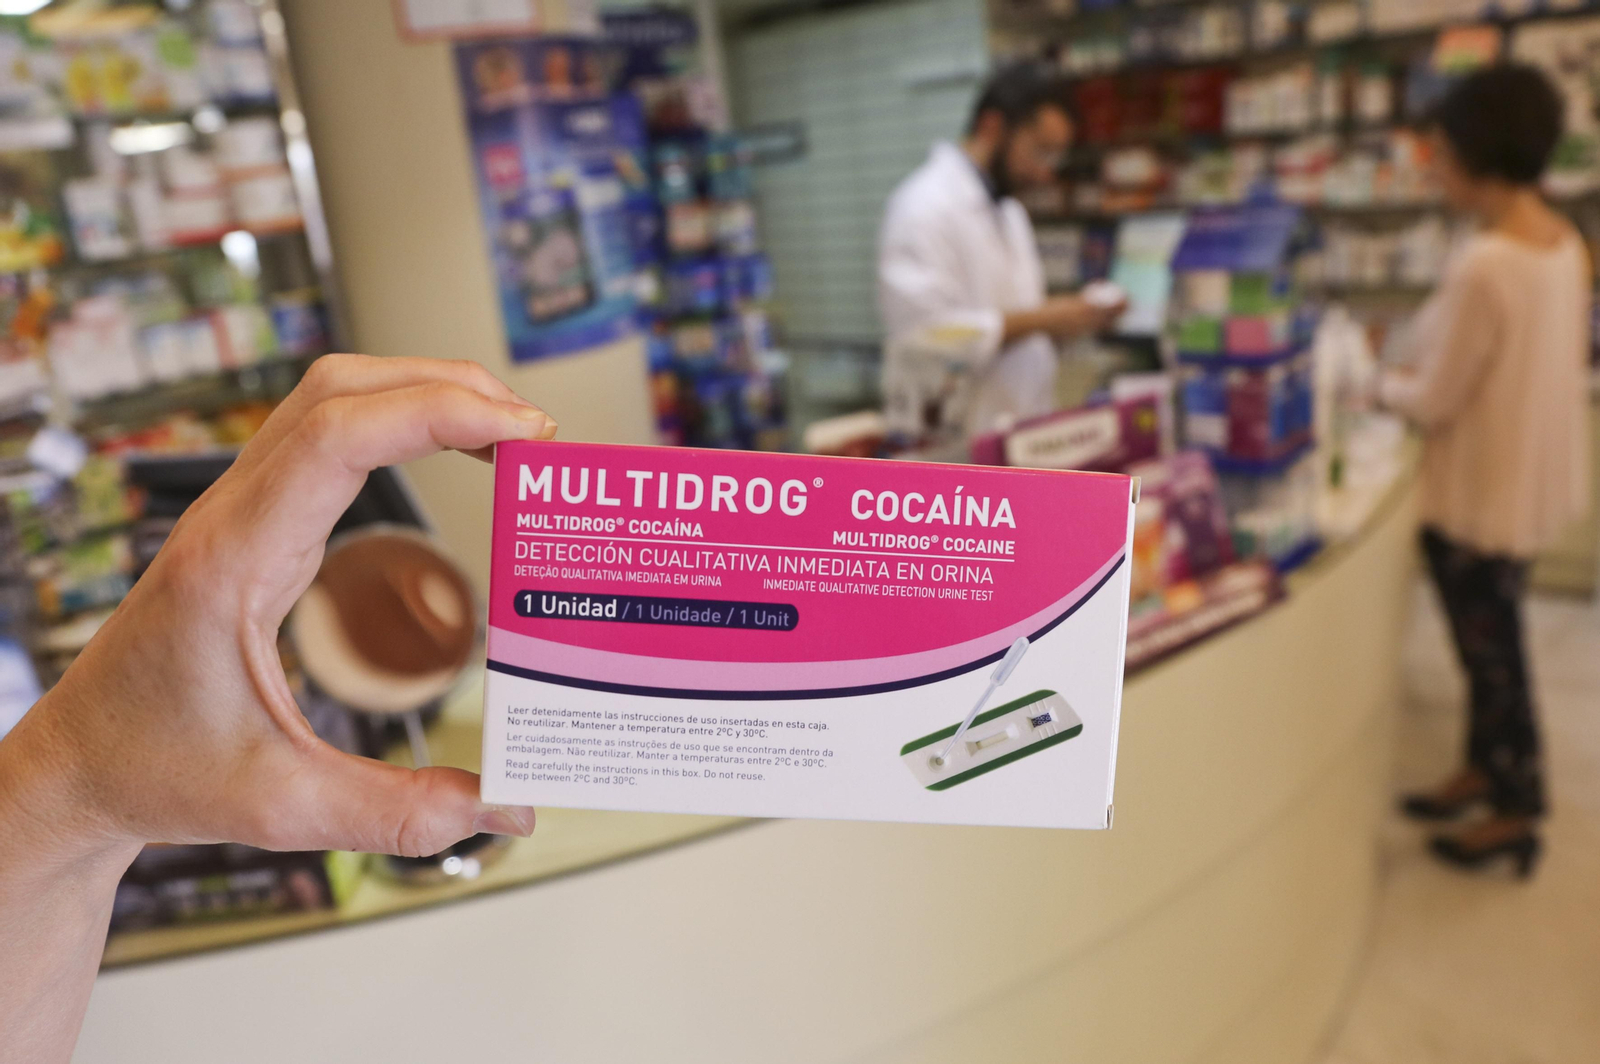 MULTIDROG® COCAÍNA
MULTIDROG® COCAÍNA MULTIDROG® COCAINE
DETECCIÓN CUALITATIVA INMEDIATA EN ORINA
DETEÇÃO QUALITATIVA IMEDIATA EM URINA INMEDIATE QUALITATIVE DETECTION URINE TEST
1 Unidad / 1 Unidade / 1 Unit
Leer detenidamente las instrucciones de uso insertadas en esta caja.
No reutilizar. Mantener a temperatura entre 2ºC y 30ºC.
Ler cuidadosamente as instruções de uso que se encontram dentro da
embalagem. Não reutilizar. Manter a temperaturas entre 2ºC e 30ºC.
Read carefully the instructions in this box. Do not reuse.
Keep between 2ºC and 30ºC.